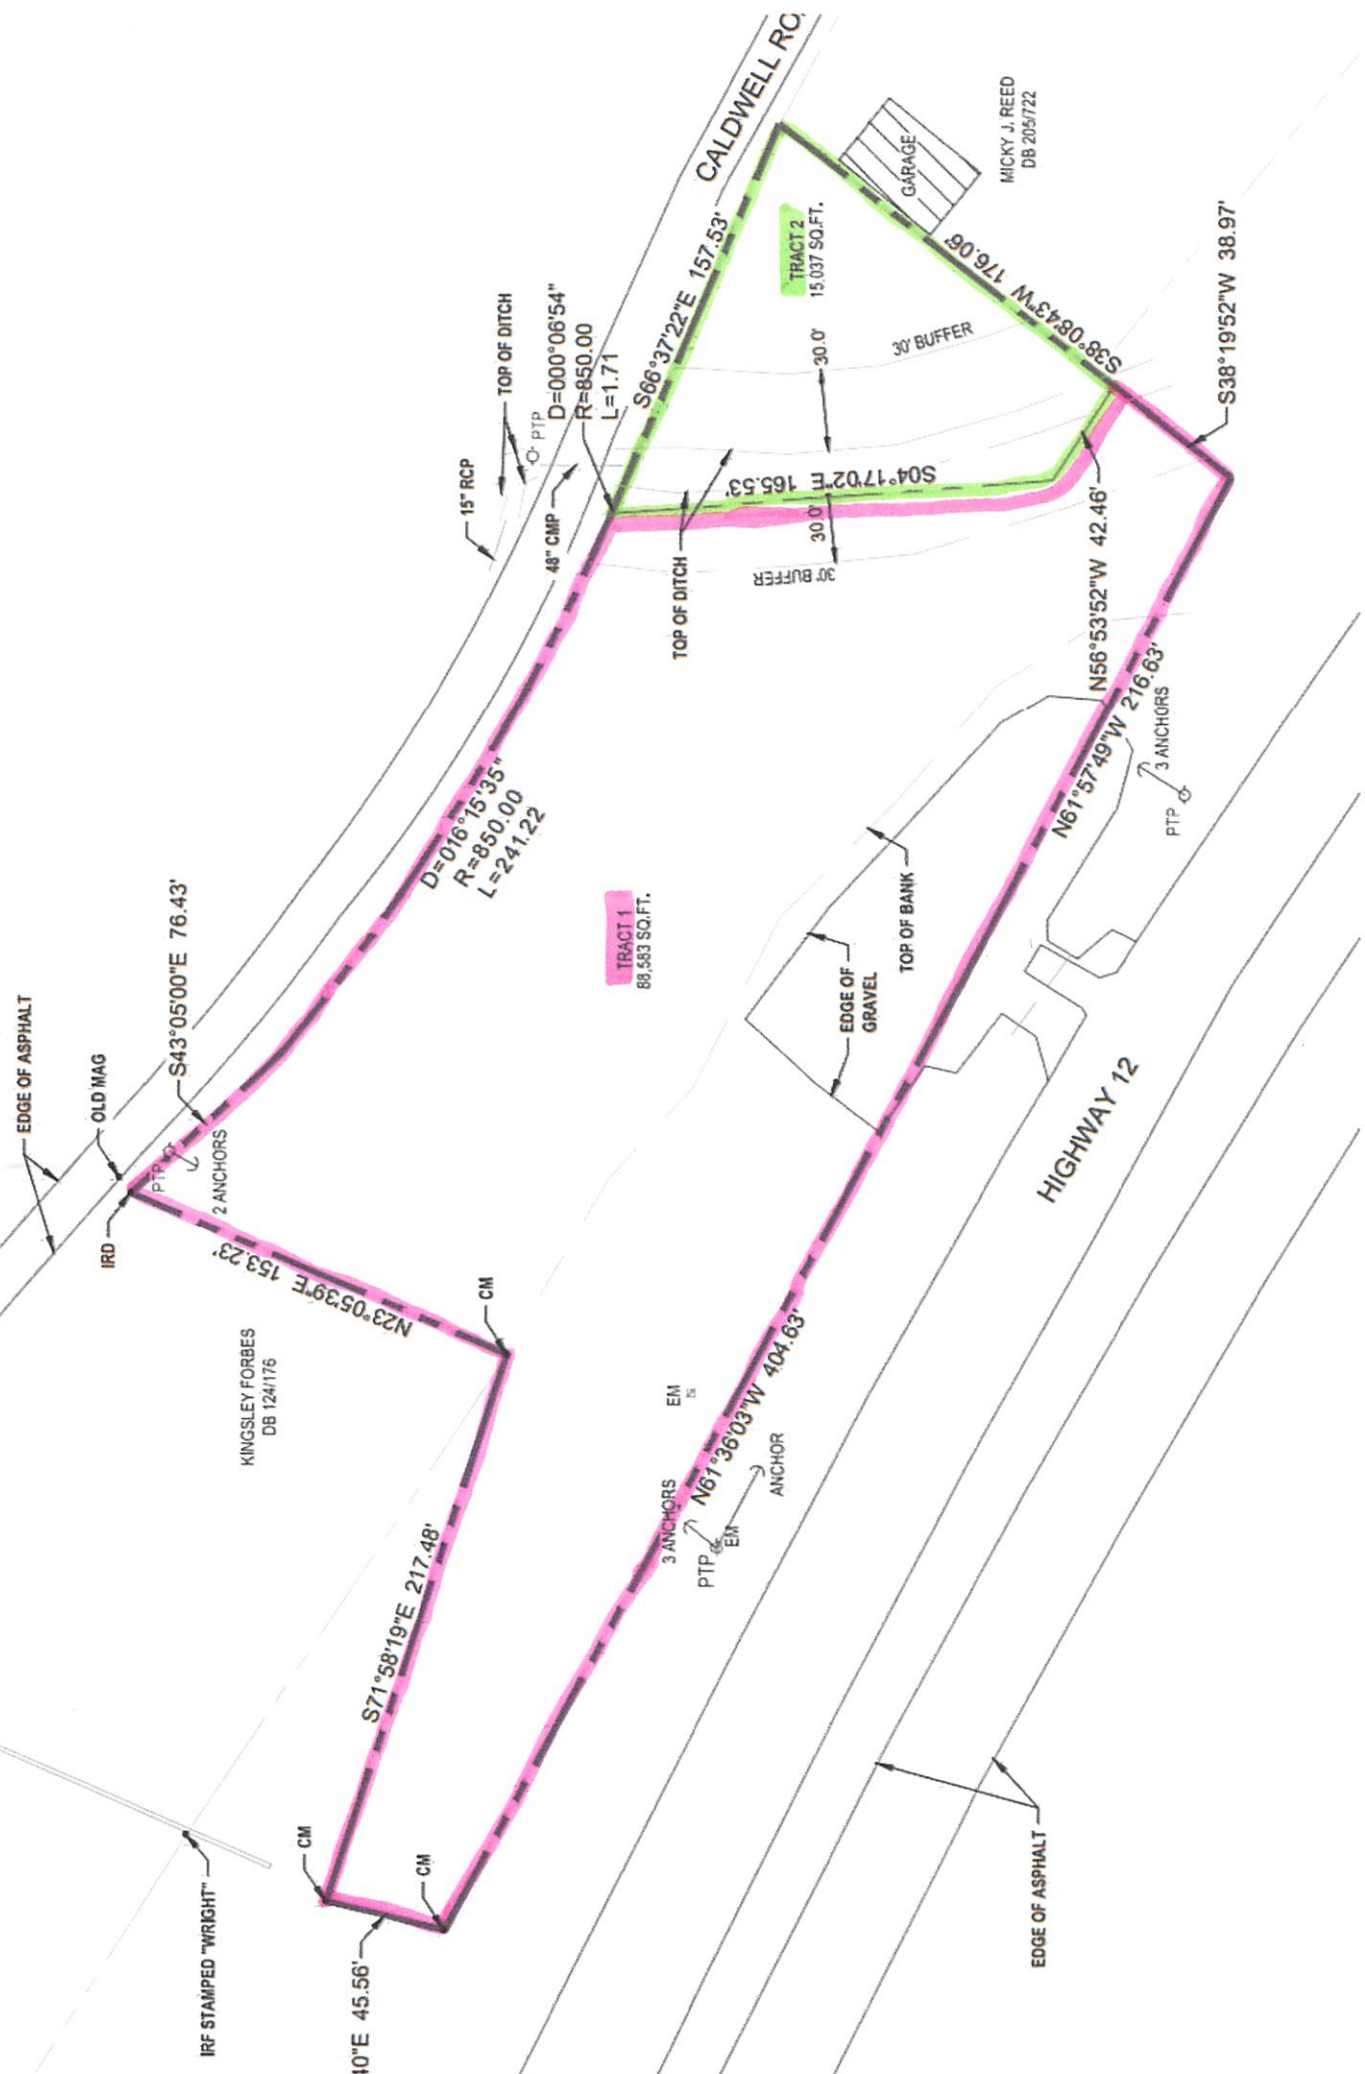 CALDWELL RO
MICKY J. REED
DB 205/722
GARAGE
TRACT 2
15,037 SQ.FT.
S66°37'22"E 157.53'
S38°08'43"W 176.06'
S38°19'52"W 38.97'
30' BUFFER
30.0'
TOP OF DITCH
PTP
D=000°06'54"
R=850.00
L=1.71
15" RCP
48" CMP
S04°17'02"E 165.53'
30.0'
30' BUFFER
TOP OF DITCH
N56°53'52"W 42.46'
N61°57'49"W 216.63'
3 ANCHORS
PTP
D=016°15'35"
R=850.00
L=241.22
TRACT 1
88,583 SQ.FT.
TOP OF BANK
EDGE OF
GRAVEL
HIGHWAY 12
S43°05'00"E 76.43'
EDGE OF ASPHALT
OLD MAG
PTP
2 ANCHORS
IRD
N23°05'39"E 153.23'
CM
KINGSLEY FORBES
DB 124/176
EM
N61°36'03"W 404.63'
3 ANCHORS
PTP
EM
ANCHOR
S71°58'19"E 217.48'
CM
CM
IRF STAMPED "WRIGHT"
40"E 45.56'
EDGE OF ASPHALT